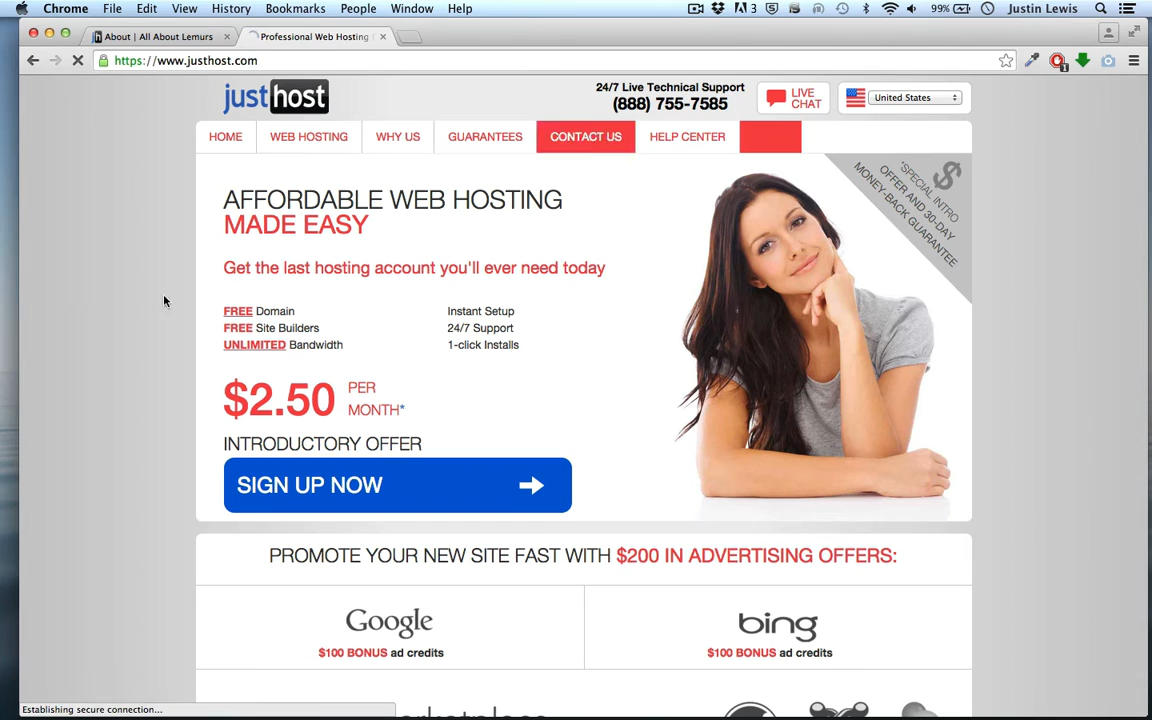 Chrome File Edit View History Bookmarks People Window Help 3 99% Justin Lewis
About | All About Lemurs Professional Web Hosting
https://www.justhost.com
justhost
24/7 Live Technical Support
(888) 755-7585
LIVE
CHAT
United States
HOME WEB HOSTING WHY US GUARANTEES CONTACT US HELP CENTER
AFFORDABLE WEB HOSTING
MADE EASY
Get the last hosting account you'll ever need today
FREE Domain Instant Setup
FREE Site Builders 24/7 Support
UNLIMITED Bandwidth 1-click Installs
$2.50 PER
MONTH*
INTRODUCTORY OFFER
SIGN UP NOW
$
*SPECIAL INTRO
OFFER AND 30-DAY
MONEY-BACK GUARANTEE
PROMOTE YOUR NEW SITE FAST WITH $200 IN ADVERTISING OFFERS:
Google bing
$100 BONUS ad credits $100 BONUS ad credits
Establishing secure connection...